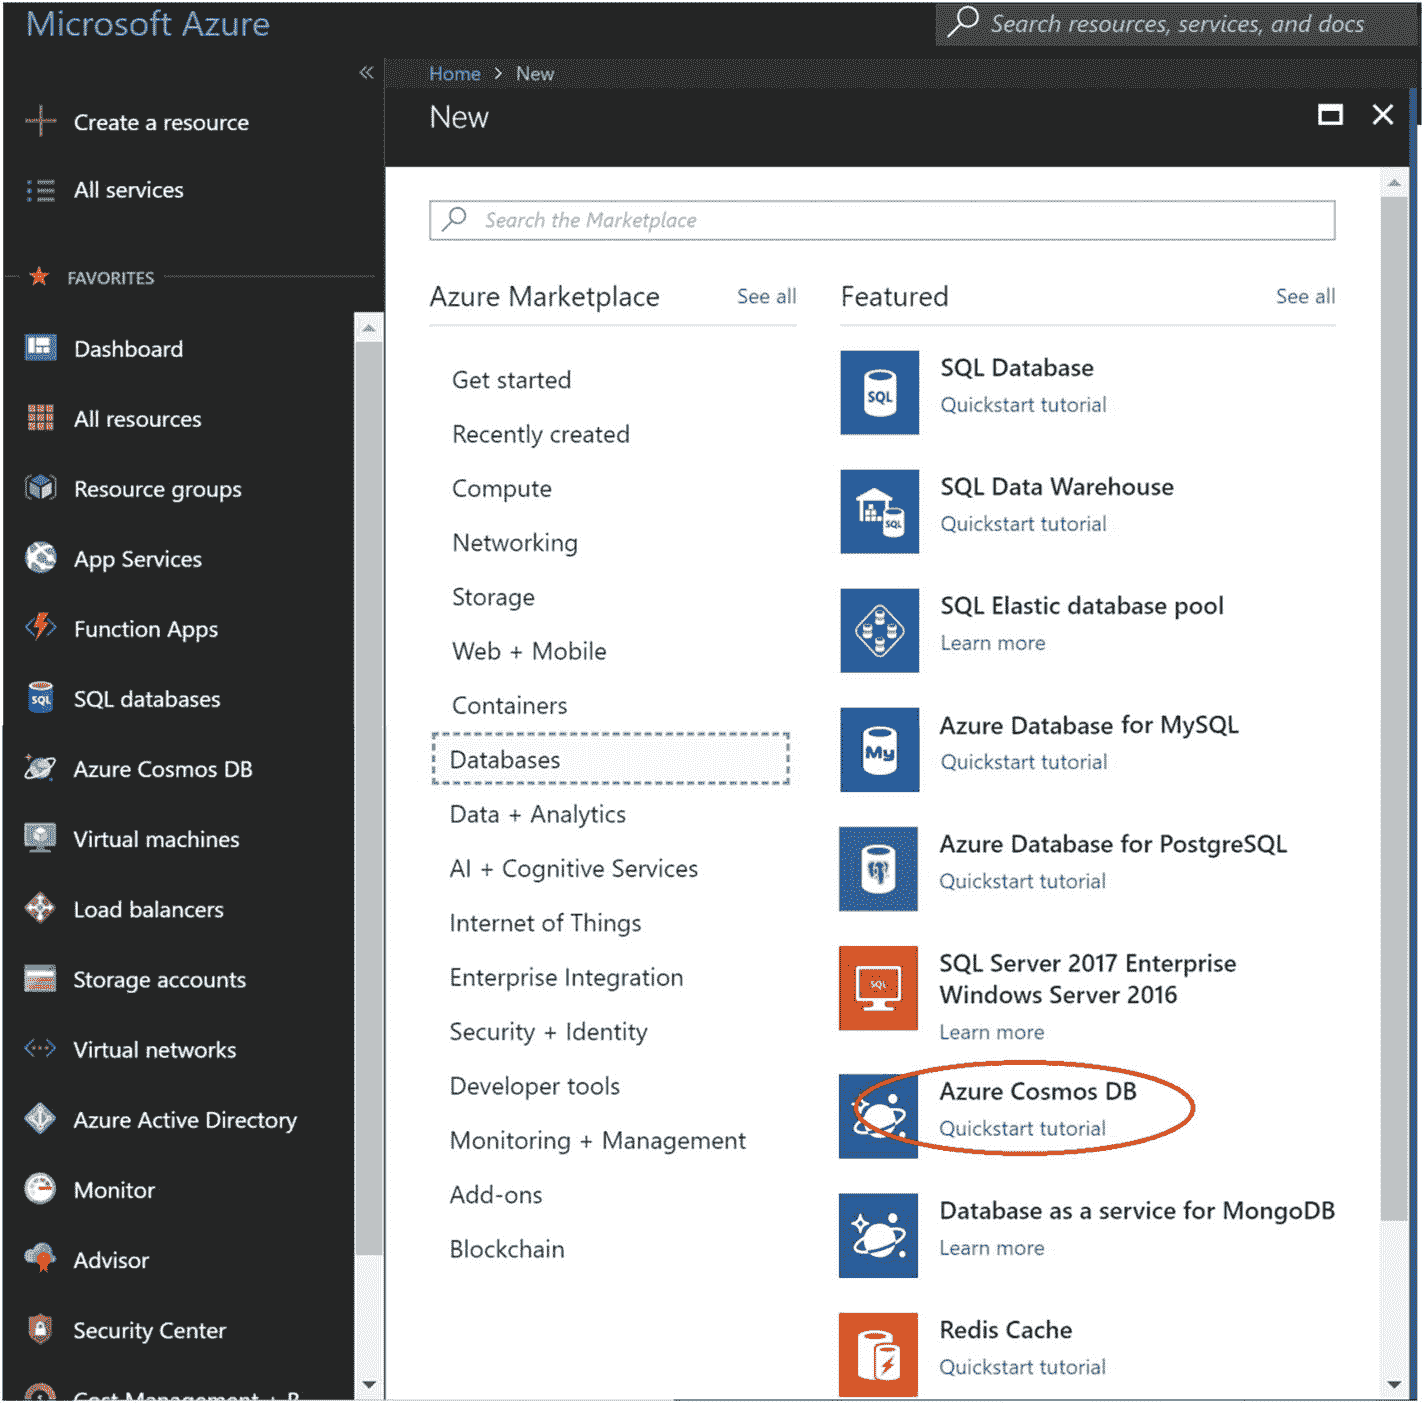 Microsoft Azure
Search resources, services, and docs
«
Home > New
New
Create a resource
All services
FAVORITES
Dashboard
All resources
Resource groups
App Services
Function Apps
SQL databases
Azure Cosmos DB
Virtual machines
Load balancers
Storage accounts
Virtual networks
Azure Active Directory
Monitor
Advisor
Security Center
Cost Management + B
Search the Marketplace
Azure Marketplace
See all
Get started
Recently created
Compute
Networking
Storage
Web + Mobile
Containers
Databases
Data + Analytics
AI + Cognitive Services
Internet of Things
Enterprise Integration
Security + Identity
Developer tools
Monitoring + Management
Add-ons
Blockchain
Featured
See all
SQL
SQL Database
Quickstart tutorial
SQL
SQL Data Warehouse
Quickstart tutorial
SQL Elastic database pool
Learn more
My
Azure Database for MySQL
Quickstart tutorial
Azure Database for PostgreSQL
Quickstart tutorial
SQL
SQL Server 2017 Enterprise
Windows Server 2016
Learn more
Azure Cosmos DB
Quickstart tutorial
Database as a service for MongoDB
Learn more
Redis Cache
Quickstart tutorial